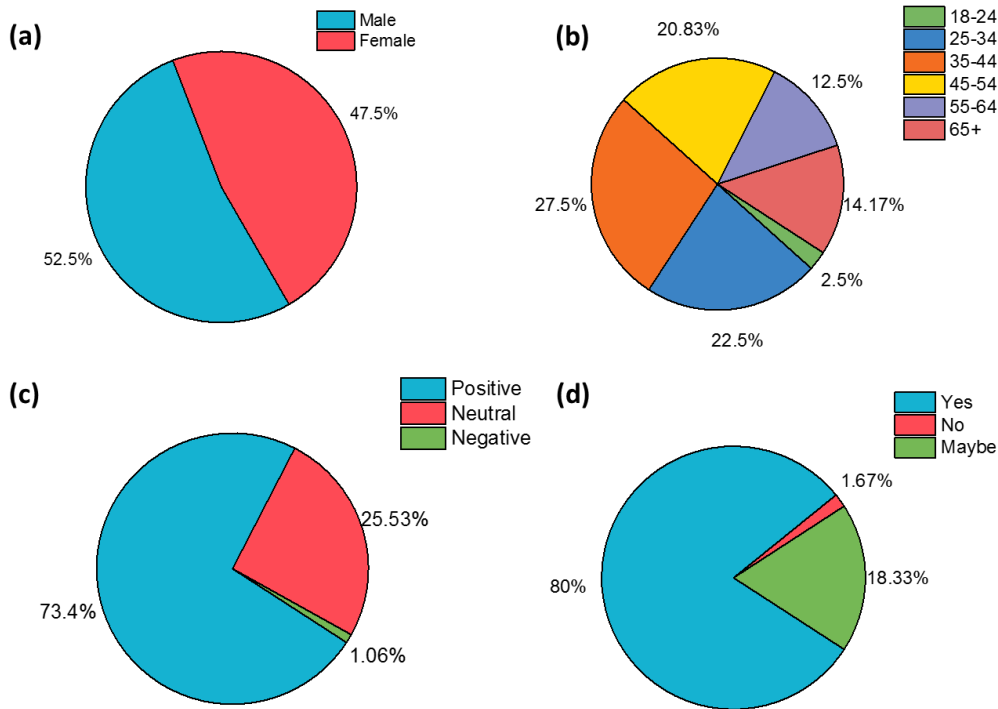 (a)
Male
Female
47.5%
52.5%
(b)
18-24
25-34
35-44
45-54
55-64
65+
20.83%
12.5%
27.5%
14.17%
2.5%
22.5%
(c)
Positive
Neutral
Negative
25.53%
73.4%
1.06%
(d)
Yes
No
Maybe
1.67%
80%
18.33%